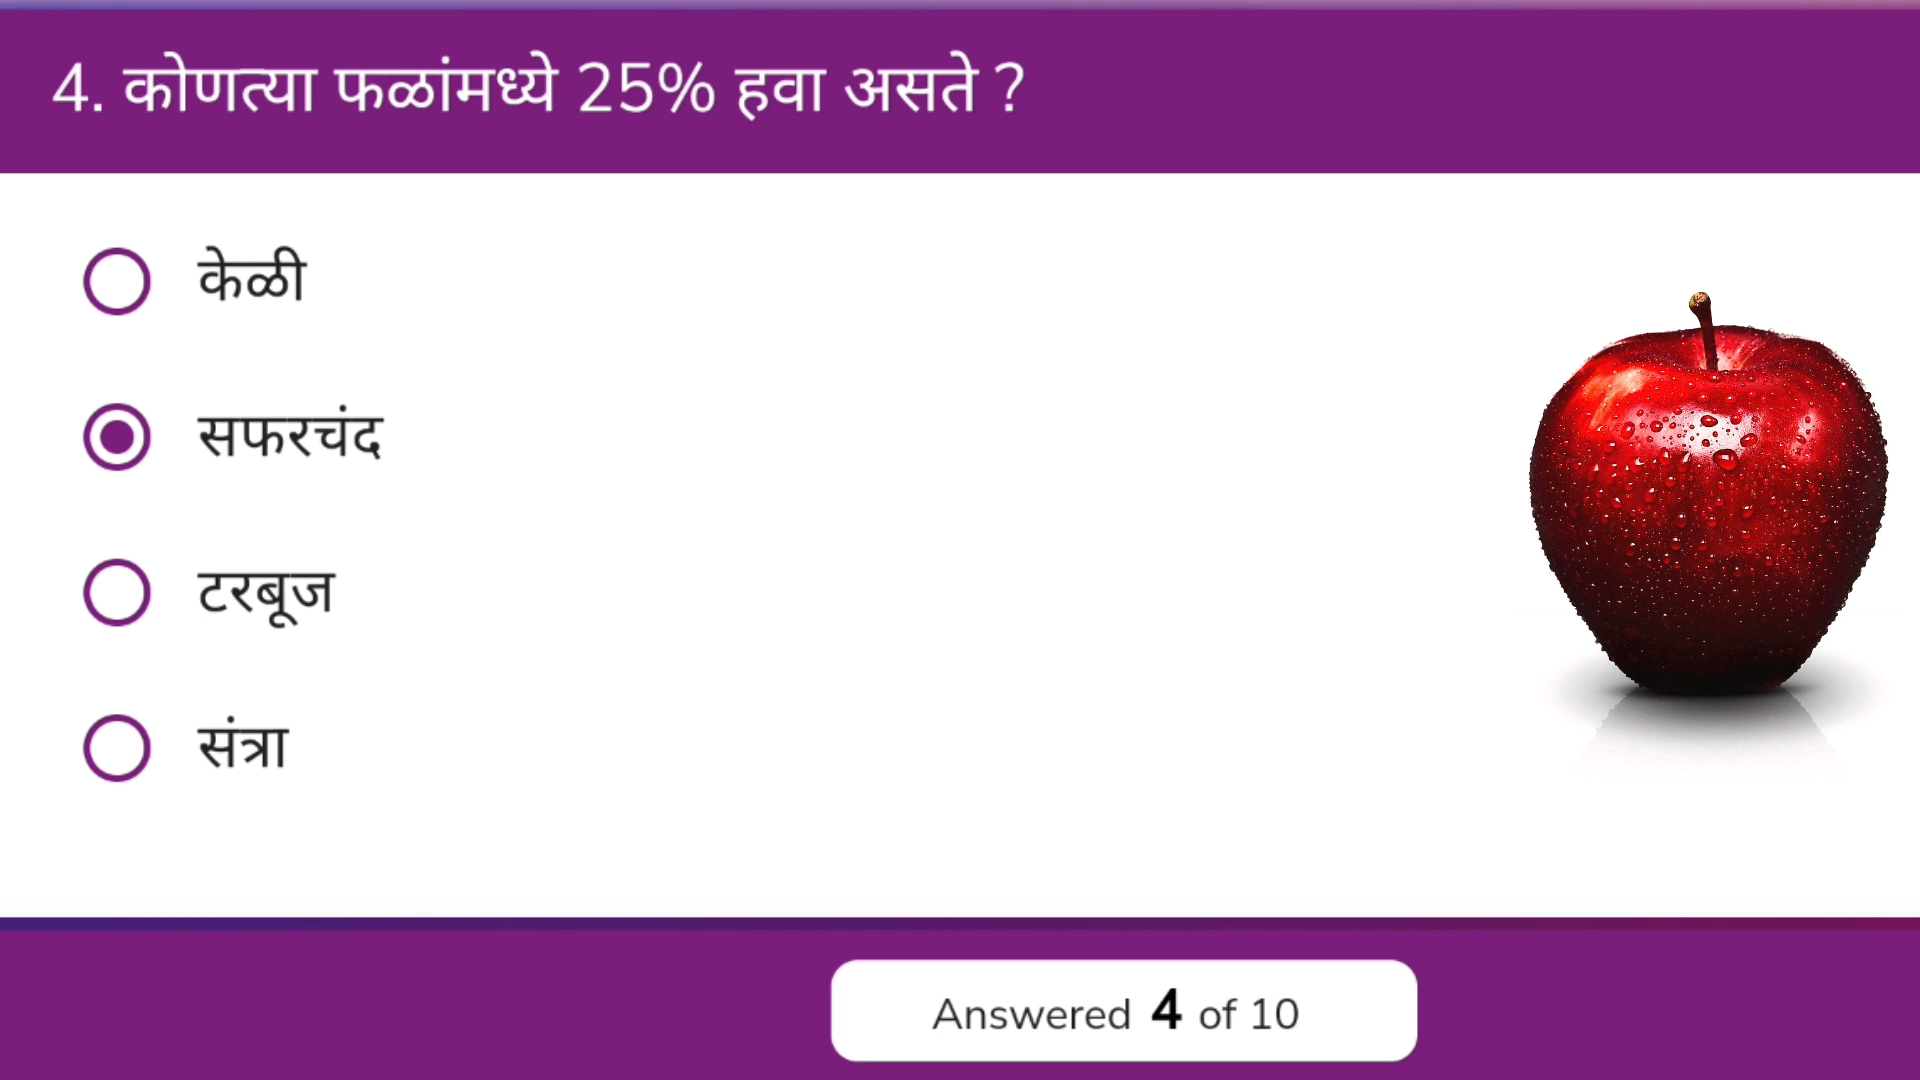 4. कोणत्या फळांमध्ये 25% हवा असते ?
केळी
सफरचंद
टरबूज
संत्रा
Answered 4 of 10